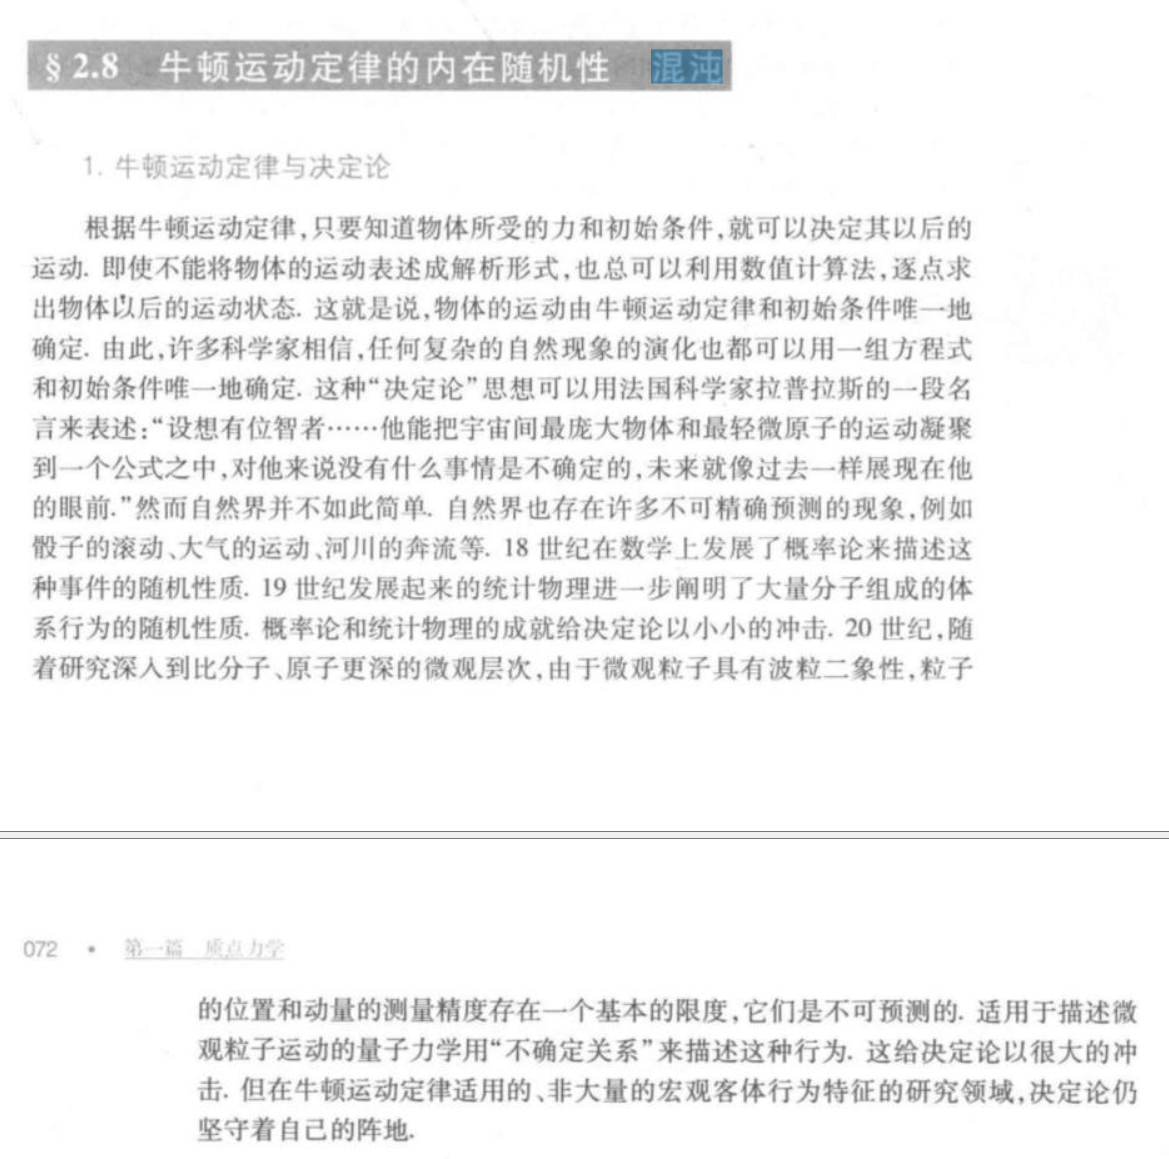 § 2.8 牛顿运动定律的内在随机性 混沌
1. 牛顿运动定律与决定论
根据牛顿运动定律,只要知道物体所受的力和初始条件,就可以决定其以后的
运动. 即使不能将物体的运动表述成解析形式,也总可以利用数值计算法,逐点求
出物体以后的运动状态. 这就是说,物体的运动由牛顿运动定律和初始条件唯一地
确定. 由此,许多科学家相信,任何复杂的自然现象的演化也都可以用一组方程式
和初始条件唯一地确定. 这种“决定论”思想可以用法国科学家拉普拉斯的一段名
言来表述:“设想有位智者……他能把宇宙间最庞大物体和最轻微原子的运动凝聚
到一个公式之中,对他来说没有什么事情是不确定的,未来就像过去一样展现在他
的眼前.”然而自然界并不如此简单. 自然界也存在许多不可精确预测的现象,例如
骰子的滚动、大气的运动、河川的奔流等. 18 世纪在数学上发展了概率论来描述这
种事件的随机性质. 19 世纪发展起来的统计物理进一步阐明了大量分子组成的体
系行为的随机性质. 概率论和统计物理的成就给决定论以小小的冲击. 20 世纪,随
着研究深入到比分子、原子更深的微观层次,由于微观粒子具有波粒二象性,粒子
072 • 第一篇 质点力学
的位置和动量的测量精度存在一个基本的限度,它们是不可预测的. 适用于描述微
观粒子运动的量子力学用“不确定关系”来描述这种行为. 这给决定论以很大的冲
击. 但在牛顿运动定律适用的、非大量的宏观客体行为特征的研究领域,决定论仍
坚守着自己的阵地.